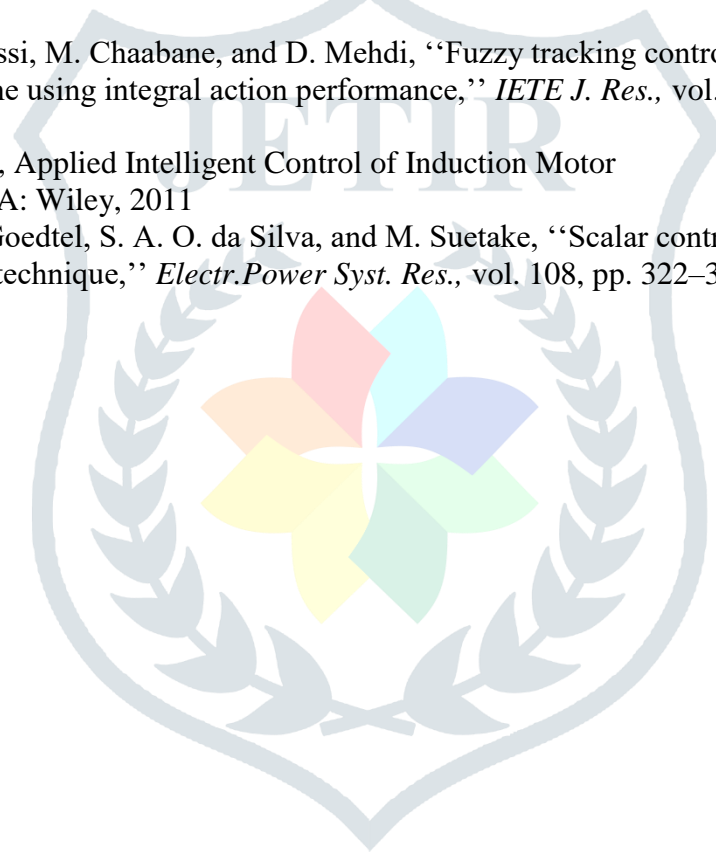 ssi, M. Chaabane, and D. Mehdi, ‘‘Fuzzy tracking contro
ne using integral action performance,’’ IETE J. Res., vol.
JETIR
, Applied Intelligent Control of Induction Motor
A: Wiley, 2011
Goedtel, S. A. O. da Silva, and M. Suetake, ‘‘Scalar contr
technique,’’ Electr.Power Syst. Res., vol. 108, pp. 322–3